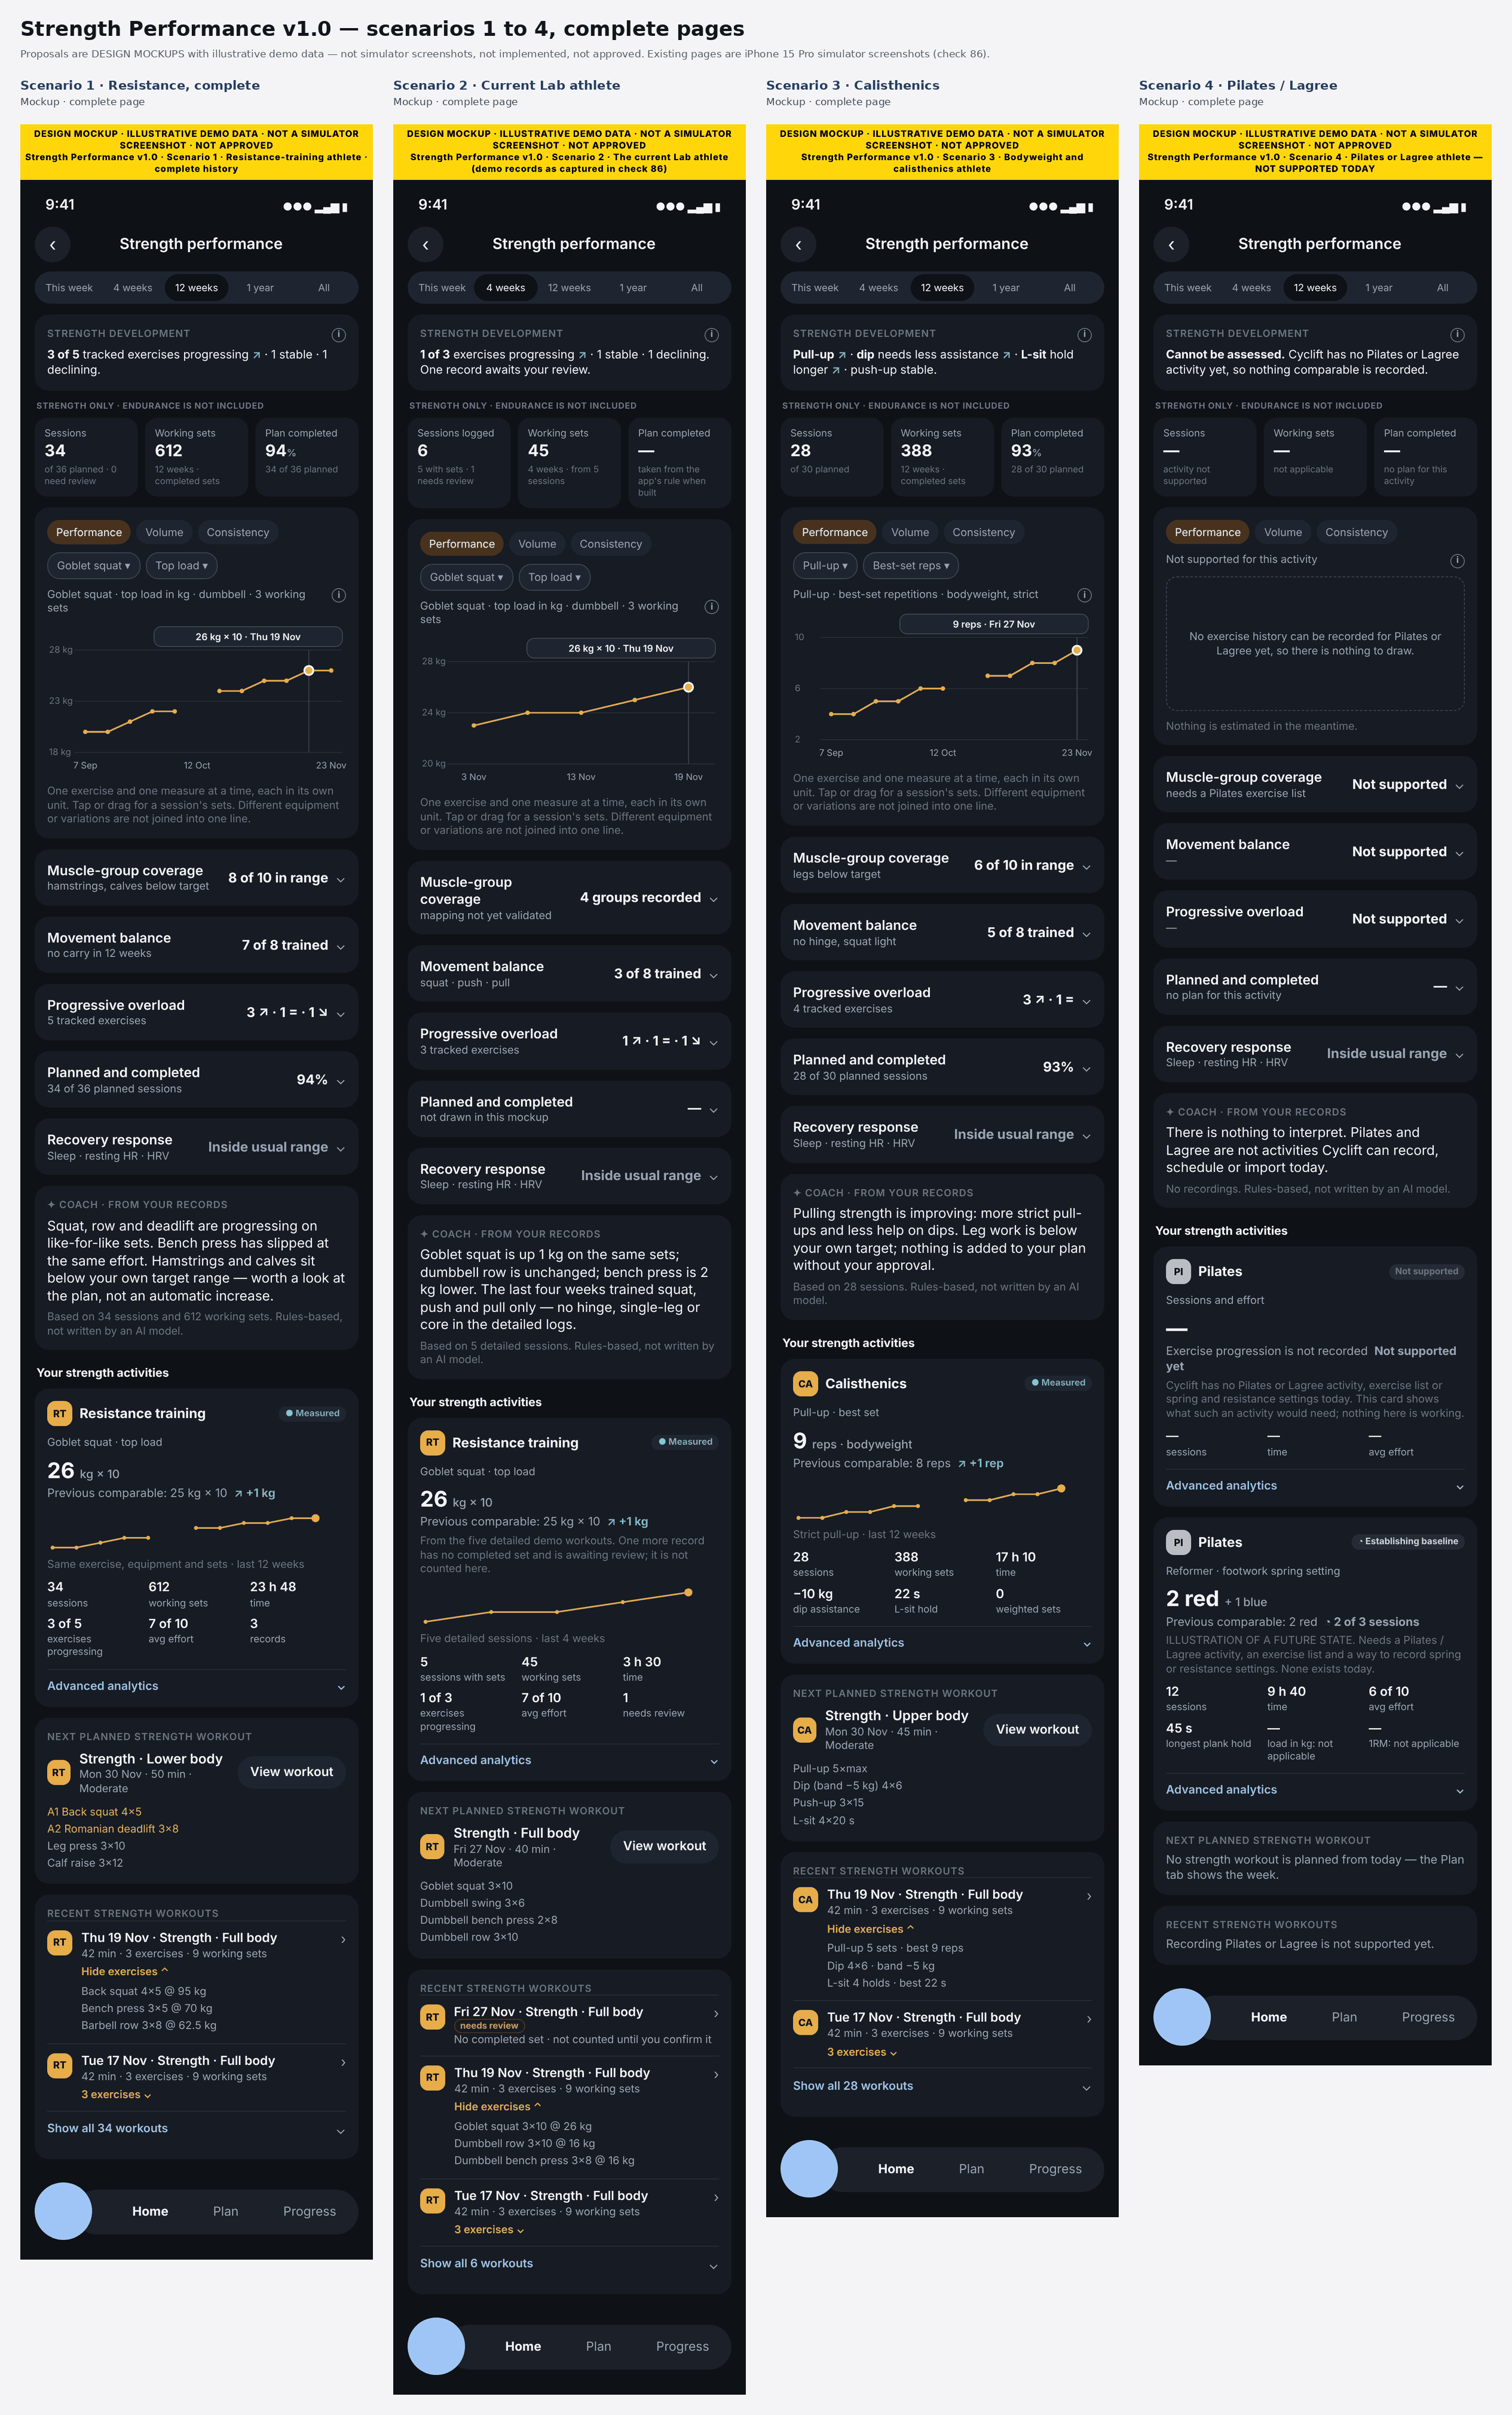 Strength Performance v1.0 — scenarios 1 to 4, complete pages
Proposals are DESIGN MOCKUPS with illustrative demo data — not simulator screenshots, not implemented, not approved. Existing pages are iPhone 15 Pro simulator screenshots (check 86).
Scenario 1 · Resistance, complete
Mockup · complete page
DESIGN MOCKUP · ILLUSTRATIVE DEMO DATA · NOT A SIMULATOR
SCREENSHOT · NOT APPROVED
Strength Performance v1.0 · Scenario 1 · Resistance-training athlete ·
complete history
9:41
‹
Strength performance
This week 4 weeks 12 weeks 1 year All
STRENGTH DEVELOPMENT i
3 of 5 tracked exercises progressing ↗ · 1 stable · 1
declining.
STRENGTH ONLY · ENDURANCE IS NOT INCLUDED
Sessions
34
of 36 planned · 0
need review
Working sets
612
12 weeks ·
completed sets
Plan completed
94%
34 of 36 planned
Performance Volume Consistency
Goblet squat ▾ Top load ▾
Goblet squat · top load in kg · dumbbell · 3 working
sets
i
26 kg × 10 · Thu 19 Nov
28 kg
23 kg
18 kg
7 Sep 12 Oct 23 Nov
One exercise and one measure at a time, each in its own
unit. Tap or drag for a session's sets. Different equipment
or variations are not joined into one line.
Muscle-group coverage
hamstrings, calves below target
8 of 10 in range
Movement balance
no carry in 12 weeks
7 of 8 trained
Progressive overload
5 tracked exercises
3 ↗ · 1 = · 1 ↘
Planned and completed
34 of 36 planned sessions
94%
Recovery response
Sleep · resting HR · HRV
Inside usual range
✦ COACH · FROM YOUR RECORDS
Squat, row and deadlift are progressing on
like-for-like sets. Bench press has slipped at
the same effort. Hamstrings and calves sit
below your own target range — worth a look at
the plan, not an automatic increase.
Based on 34 sessions and 612 working sets. Rules-based,
not written by an AI model.
Your strength activities
RT Resistance training ● Measured
Goblet squat · top load
26 kg × 10
Previous comparable: 25 kg × 10 ↗ +1 kg
Same exercise, equipment and sets · last 12 weeks
34
sessions
612
working sets
23 h 48
time
3 of 5
exercises
progressing
7 of 10
avg effort
3
records
Advanced analytics
NEXT PLANNED STRENGTH WORKOUT
RT
Strength · Lower body
Mon 30 Nov · 50 min ·
Moderate
View workout
A1 Back squat 4×5
A2 Romanian deadlift 3×8
Leg press 3×10
Calf raise 3×12
RECENT STRENGTH WORKOUTS
RT
Thu 19 Nov · Strength · Full body ›
42 min · 3 exercises · 9 working sets
Hide exercises ⌃
Back squat 4×5 @ 95 kg
Bench press 3×5 @ 70 kg
Barbell row 3×8 @ 62.5 kg
RT
Tue 17 Nov · Strength · Full body ›
42 min · 3 exercises · 9 working sets
3 exercises ⌄
Show all 34 workouts
Home Plan Progress
Scenario 2 · Current Lab athlete
Mockup · complete page
DESIGN MOCKUP · ILLUSTRATIVE DEMO DATA · NOT A SIMULATOR
SCREENSHOT · NOT APPROVED
Strength Performance v1.0 · Scenario 2 · The current Lab athlete
(demo records as captured in check 86)
9:41
‹
Strength performance
This week 4 weeks 12 weeks 1 year All
STRENGTH DEVELOPMENT i
1 of 3 exercises progressing ↗ · 1 stable · 1 declining.
One record awaits your review.
STRENGTH ONLY · ENDURANCE IS NOT INCLUDED
Sessions logged
6
5 with sets · 1
needs review
Working sets
45
4 weeks · from 5
sessions
Plan completed
—
taken from the
app's rule when
built
Performance Volume Consistency
Goblet squat ▾ Top load ▾
Goblet squat · top load in kg · dumbbell · 3 working
sets
i
26 kg × 10 · Thu 19 Nov
28 kg
24 kg
20 kg
3 Nov 13 Nov 19 Nov
One exercise and one measure at a time, each in its own
unit. Tap or drag for a session's sets. Different equipment
or variations are not joined into one line.
Muscle-group
coverage
mapping not yet validated
4 groups recorded
Movement balance
squat · push · pull
3 of 8 trained
Progressive overload
3 tracked exercises
1 ↗ · 1 = · 1 ↘
Planned and completed
not drawn in this mockup
—
Recovery response
Sleep · resting HR · HRV
Inside usual range
✦ COACH · FROM YOUR RECORDS
Goblet squat is up 1 kg on the same sets;
dumbbell row is unchanged; bench press is 2
kg lower. The last four weeks trained squat,
push and pull only — no hinge, single-leg or
core in the detailed logs.
Based on 5 detailed sessions. Rules-based, not written by
an AI model.
Your strength activities
RT Resistance training ● Measured
Goblet squat · top load
26 kg × 10
Previous comparable: 25 kg × 10 ↗ +1 kg
From the five detailed demo workouts. One more record
has no completed set and is awaiting review; it is not
counted here.
Five detailed sessions · last 4 weeks
5
sessions with sets
45
working sets
3 h 30
time
1 of 3
exercises
progressing
7 of 10
avg effort
1
needs review
Advanced analytics
NEXT PLANNED STRENGTH WORKOUT
RT
Strength · Full body
Fri 27 Nov · 40 min ·
Moderate
View workout
Goblet squat 3×10
Dumbbell swing 3×6
Dumbbell bench press 2×8
Dumbbell row 3×10
RECENT STRENGTH WORKOUTS
RT
Fri 27 Nov · Strength · Full body ›
needs review
No completed set · not counted until you confirm it
RT
Thu 19 Nov · Strength · Full body ›
42 min · 3 exercises · 9 working sets
Hide exercises ⌃
Goblet squat 3×10 @ 26 kg
Dumbbell row 3×10 @ 16 kg
Dumbbell bench press 3×8 @ 16 kg
RT
Tue 17 Nov · Strength · Full body ›
42 min · 3 exercises · 9 working sets
3 exercises ⌄
Show all 6 workouts
Home Plan Progress
Scenario 3 · Calisthenics
Mockup · complete page
DESIGN MOCKUP · ILLUSTRATIVE DEMO DATA · NOT A SIMULATOR
SCREENSHOT · NOT APPROVED
Strength Performance v1.0 · Scenario 3 · Bodyweight and
calisthenics athlete
9:41
‹
Strength performance
This week 4 weeks 12 weeks 1 year All
STRENGTH DEVELOPMENT i
Pull-up ↗ · dip needs less assistance ↗ · L-sit hold
longer ↗ · push-up stable.
STRENGTH ONLY · ENDURANCE IS NOT INCLUDED
Sessions
28
of 30 planned
Working sets
388
12 weeks ·
completed sets
Plan completed
93%
28 of 30 planned
Performance Volume Consistency
Pull-up ▾ Best-set reps ▾
Pull-up · best-set repetitions · bodyweight, strict i
9 reps · Fri 27 Nov
10
6
2
7 Sep 12 Oct 23 Nov
One exercise and one measure at a time, each in its own
unit. Tap or drag for a session's sets. Different equipment
or variations are not joined into one line.
Muscle-group coverage
legs below target
6 of 10 in range
Movement balance
no hinge, squat light
5 of 8 trained
Progressive overload
4 tracked exercises
3 ↗ · 1 =
Planned and completed
28 of 30 planned sessions
93%
Recovery response
Sleep · resting HR · HRV
Inside usual range
✦ COACH · FROM YOUR RECORDS
Pulling strength is improving: more strict pull-
ups and less help on dips. Leg work is below
your own target; nothing is added to your plan
without your approval.
Based on 28 sessions. Rules-based, not written by an AI
model.
Your strength activities
CA Calisthenics ● Measured
Pull-up · best set
9 reps · bodyweight
Previous comparable: 8 reps ↗ +1 rep
Strict pull-up · last 12 weeks
28
sessions
388
working sets
17 h 10
time
−10 kg
dip assistance
22 s
L-sit hold
0
weighted sets
Advanced analytics
NEXT PLANNED STRENGTH WORKOUT
CA
Strength · Upper body
Mon 30 Nov · 45 min ·
Moderate
View workout
Pull-up 5×max
Dip (band −5 kg) 4×6
Push-up 3×15
L-sit 4×20 s
RECENT STRENGTH WORKOUTS
CA
Thu 19 Nov · Strength · Full body ›
42 min · 3 exercises · 9 working sets
Hide exercises ⌃
Pull-up 5 sets · best 9 reps
Dip 4×6 · band −5 kg
L-sit 4 holds · best 22 s
CA
Tue 17 Nov · Strength · Full body ›
42 min · 3 exercises · 9 working sets
3 exercises ⌄
Show all 28 workouts
Home Plan Progress
Scenario 4 · Pilates / Lagree
Mockup · complete page
DESIGN MOCKUP · ILLUSTRATIVE DEMO DATA · NOT A SIMULATOR
SCREENSHOT · NOT APPROVED
Strength Performance v1.0 · Scenario 4 · Pilates or Lagree athlete —
NOT SUPPORTED TODAY
9:41
‹
Strength performance
This week 4 weeks 12 weeks 1 year All
STRENGTH DEVELOPMENT i
Cannot be assessed. Cyclift has no Pilates or Lagree
activity yet, so nothing comparable is recorded.
STRENGTH ONLY · ENDURANCE IS NOT INCLUDED
Sessions
—
activity not
supported
Working sets
—
not applicable
Plan completed
—
no plan for this
activity
Performance Volume Consistency
Not supported for this activity i
No exercise history can be recorded for Pilates or
Lagree yet, so there is nothing to draw.
Nothing is estimated in the meantime.
Muscle-group coverage
needs a Pilates exercise list
Not supported
Movement balance
—
Not supported
Progressive overload
—
Not supported
Planned and completed
no plan for this activity
—
Recovery response
Sleep · resting HR · HRV
Inside usual range
✦ COACH · FROM YOUR RECORDS
There is nothing to interpret. Pilates and
Lagree are not activities Cyclift can record,
schedule or import today.
No recordings. Rules-based, not written by an AI model.
Your strength activities
PI Pilates Not supported
Sessions and effort
—
Exercise progression is not recorded Not supported
yet
Cyclift has no Pilates or Lagree activity, exercise list or
spring and resistance settings today. This card shows
what such an activity would need; nothing here is working.
—
sessions
—
time
—
avg effort
Advanced analytics
PI Pilates · Establishing baseline
Reformer · footwork spring setting
2 red + 1 blue
Previous comparable: 2 red · 2 of 3 sessions
ILLUSTRATION OF A FUTURE STATE. Needs a Pilates /
Lagree activity, an exercise list and a way to record spring
or resistance settings. None exists today.
12
sessions
9 h 40
time
6 of 10
avg effort
45 s
longest plank hold
—
load in kg: not
applicable
—
1RM: not applicable
Advanced analytics
NEXT PLANNED STRENGTH WORKOUT
No strength workout is planned from today — the Plan
tab shows the week.
RECENT STRENGTH WORKOUTS
Recording Pilates or Lagree is not supported yet.
Home Plan Progress